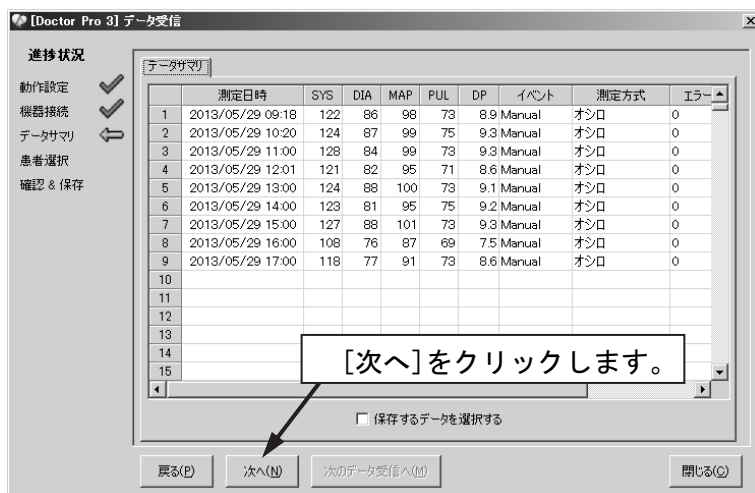 [Doctor Pro 3] データ受信
進捗状況
動作設定
機器接続
データサマリ
患者選択
確認 & 保存
データサマリ
測定日時 SYS DIA MAP PUL DP イベント 測定方式 エラー
1 2013/05/29 09:18 122 86 98 73 8.9 Manual オシロ 0
2 2013/05/29 10:20 124 87 99 75 9.3 Manual オシロ 0
3 2013/05/29 11:00 128 84 99 73 9.3 Manual オシロ 0
4 2013/05/29 12:01 121 82 95 71 8.6 Manual オシロ 0
5 2013/05/29 13:00 124 88 100 73 9.1 Manual オシロ 0
6 2013/05/29 14:00 123 81 95 75 9.2 Manual オシロ 0
7 2013/05/29 15:00 127 88 101 73 9.3 Manual オシロ 0
8 2013/05/29 16:00 108 76 87 69 7.5 Manual オシロ 0
9 2013/05/29 17:00 118 77 91 73 8.6 Manual オシロ 0
10
11
12
13
14
15
[次へ]をクリックします。
保存するデータを選択する
戻る(P) 次へ(N) 次のデータ受信へ(M) 閉じる(C)